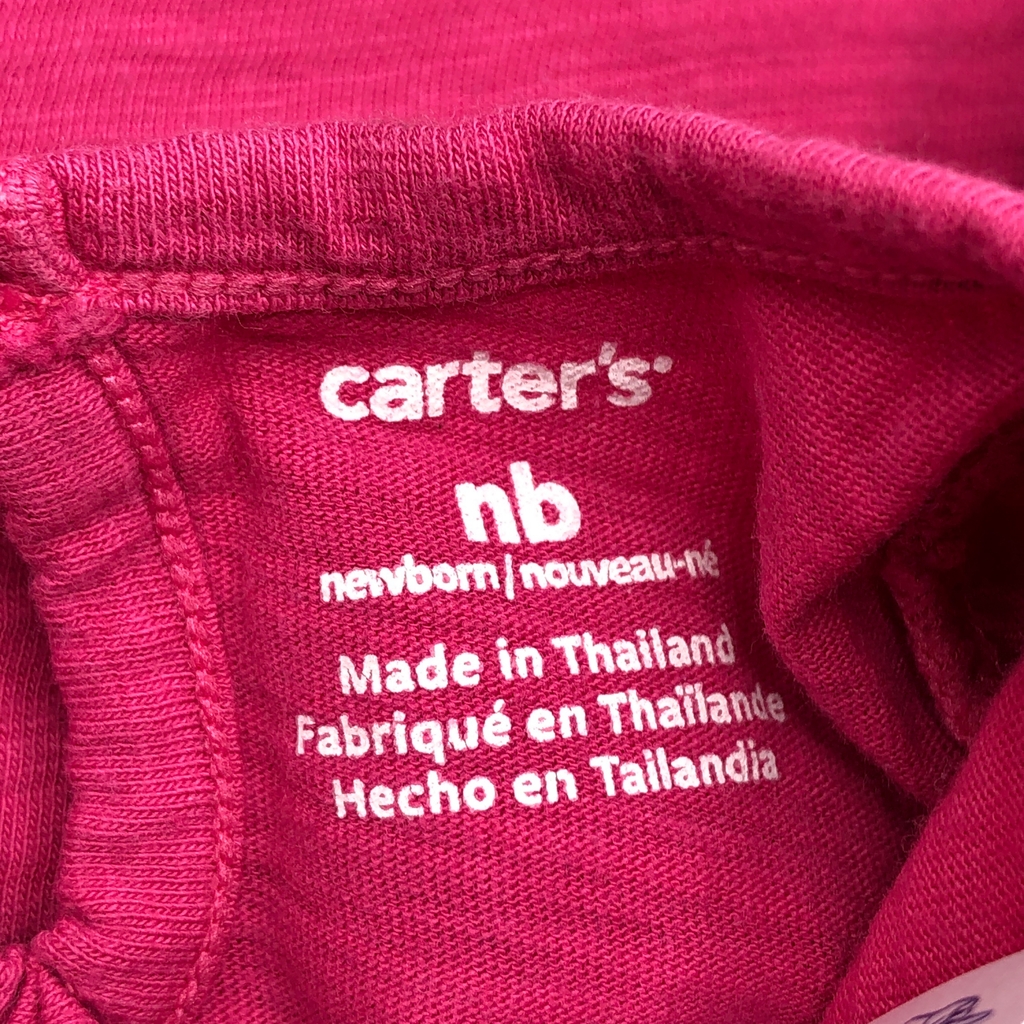 carter's
nb
newborn | nouveau-né
Made in Thailand
Fabriqué en Thaïlande
Hecho en Tailandia